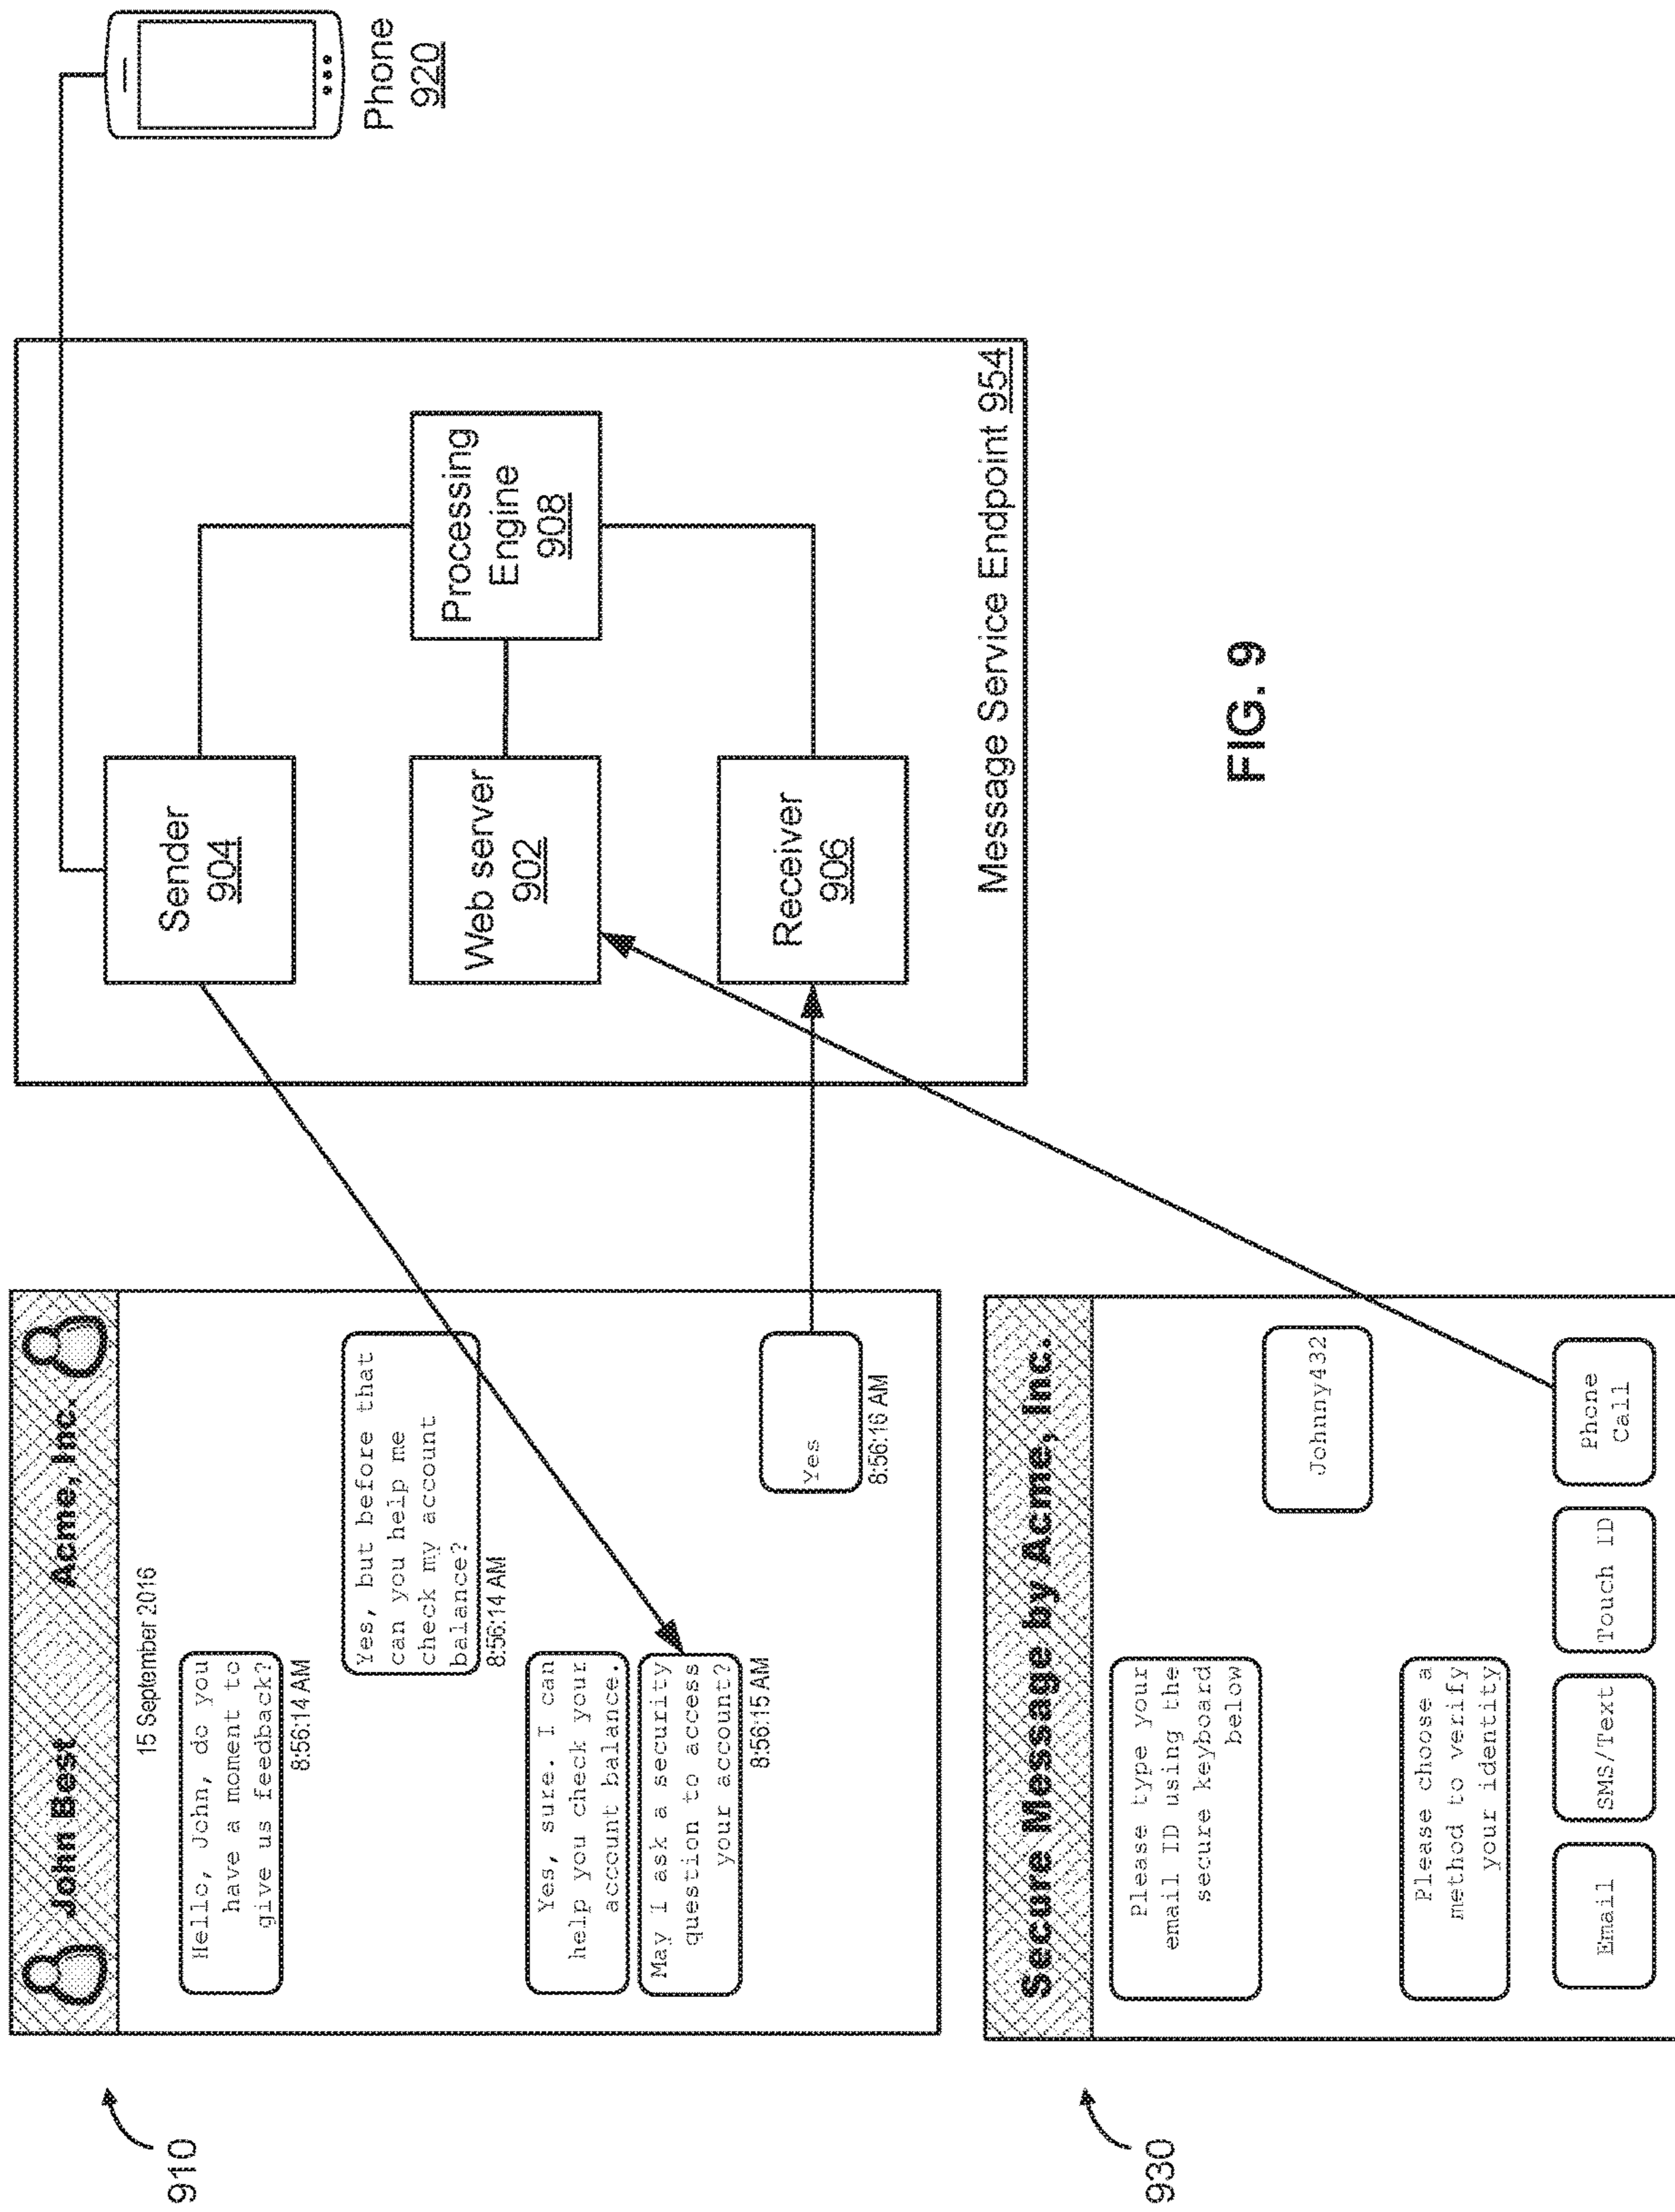 910
John Best
Acme, Inc.
15 September 2016
Hello, John, do you
have a moment to
give us feedback?
8:56:14 AM
Yes, but before that
can you help me
check my account
balance?
8:56:14 AM
Yes, sure. I can
help you check your
account balance.
May I ask a security
question to access
your account?
8:56:15 AM
Yes
8:56:16 AM
930
Secure Message by Acme, Inc.
Please type your
email ID using the
secure keyboard
below
Johnny432
Please choose a
method to verify
your identity
Email
SMS/Text
Touch ID
Phone
Call
Sender
904
Web server
902
Receiver
906
Processing
Engine
908
Message Service Endpoint 954
Phone
920
FIG. 9